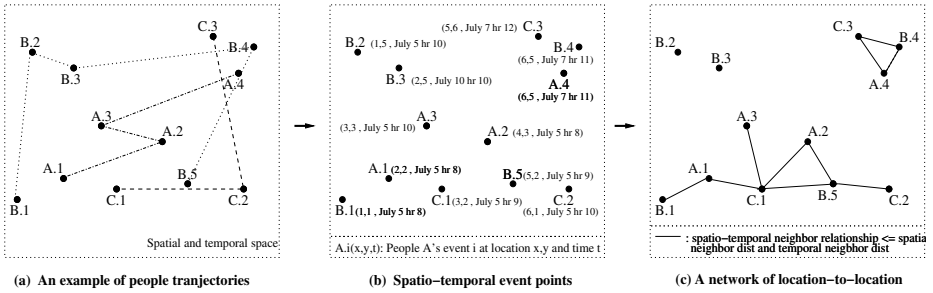 C.3
B.2
B.4
B.3
A.4
A.3
A.2
A.1
B.5
C.1
C.2
B.1
Spatial and temporal space
(a) An example of people tranjectories
(5,6 , July 7 hr 12)
C.3
B.2 (1,5 , July 5 hr 10)
B.4
(6,5 , July 7 hr 11)
B.3 (2,5 , July 10 hr 10)
A.4
(6,5 , July 7 hr 11)
(3,3 , July 5 hr 10) A.3
A.2 (4,3 , July 5 hr 8)
A.1 (2,2 , July 5 hr 8)
B.5 (5,2 , July 5 hr 9)
C.1 (3,2 , July 5 hr 9)
C.2
B.1 (1,1 , July 5 hr 8)
(6,1 , July 5 hr 10)
A.i(x,y,t): People A's event i at location x,y and time t
(b) Spatio-temporal event points
C.3
B.4
B.2
B.3
A.4
A.3
A.2
A.1
C.1
B.5
C.2
B.1
: spatio-temporal neighbor relationship <= spatia
neighbor dist and temporal neigbhor dist
(c) A network of location-to-location